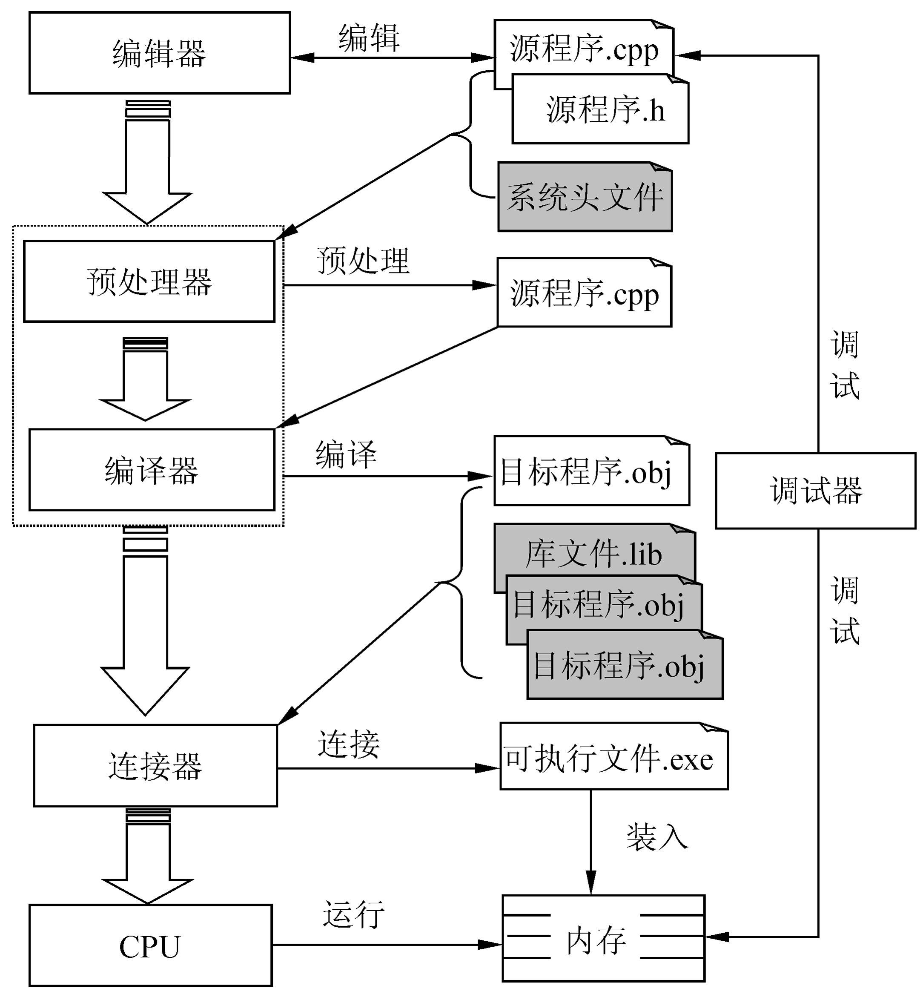 编辑器
编辑
源程序.cpp
源程序.h
系统头文件
预处理器
预处理
源程序.cpp
调
试
编译器
编译
目标程序.obj
调试器
库文件.lib
目标程序.obj
目标程序.obj
调
试
连接器
连接
可执行文件.exe
装入
CPU
运行
内存